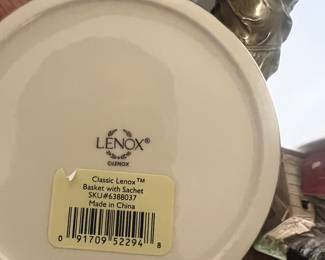 LENOX®
©LENOX
Classic Lenox™
Basket with Sachet
SKU#6388037
Made in China
0 91709 52294 8